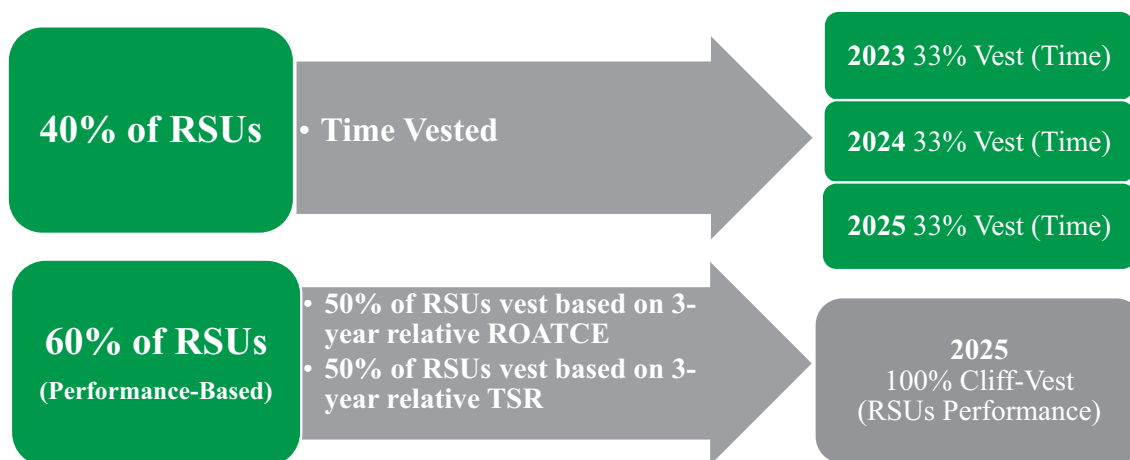 40% of RSUs
• Time Vested
2023 33% Vest (Time)
2024 33% Vest (Time)
2025 33% Vest (Time)
60% of RSUs
(Performance-Based)
• 50% of RSUs vest based on 3-
year relative ROATCE
• 50% of RSUs vest based on 3-
year relative TSR
2025
100% Cliff-Vest
(RSUs Performance)